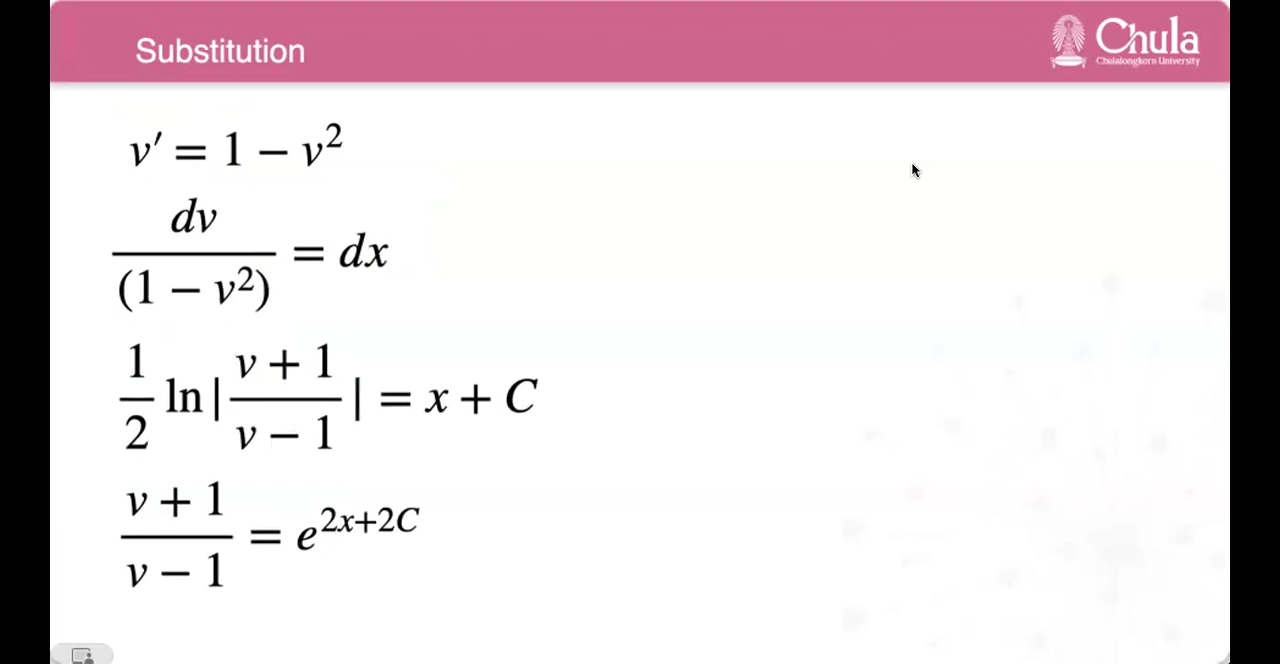 Substitution
Chula
Chulalongkorn University
v′ = 1 − v²
dv/(1 − v²) = dx
1/2 ln|(v + 1)/(v − 1)| = x + C
(v + 1)/(v − 1) = e^(2x+2C)